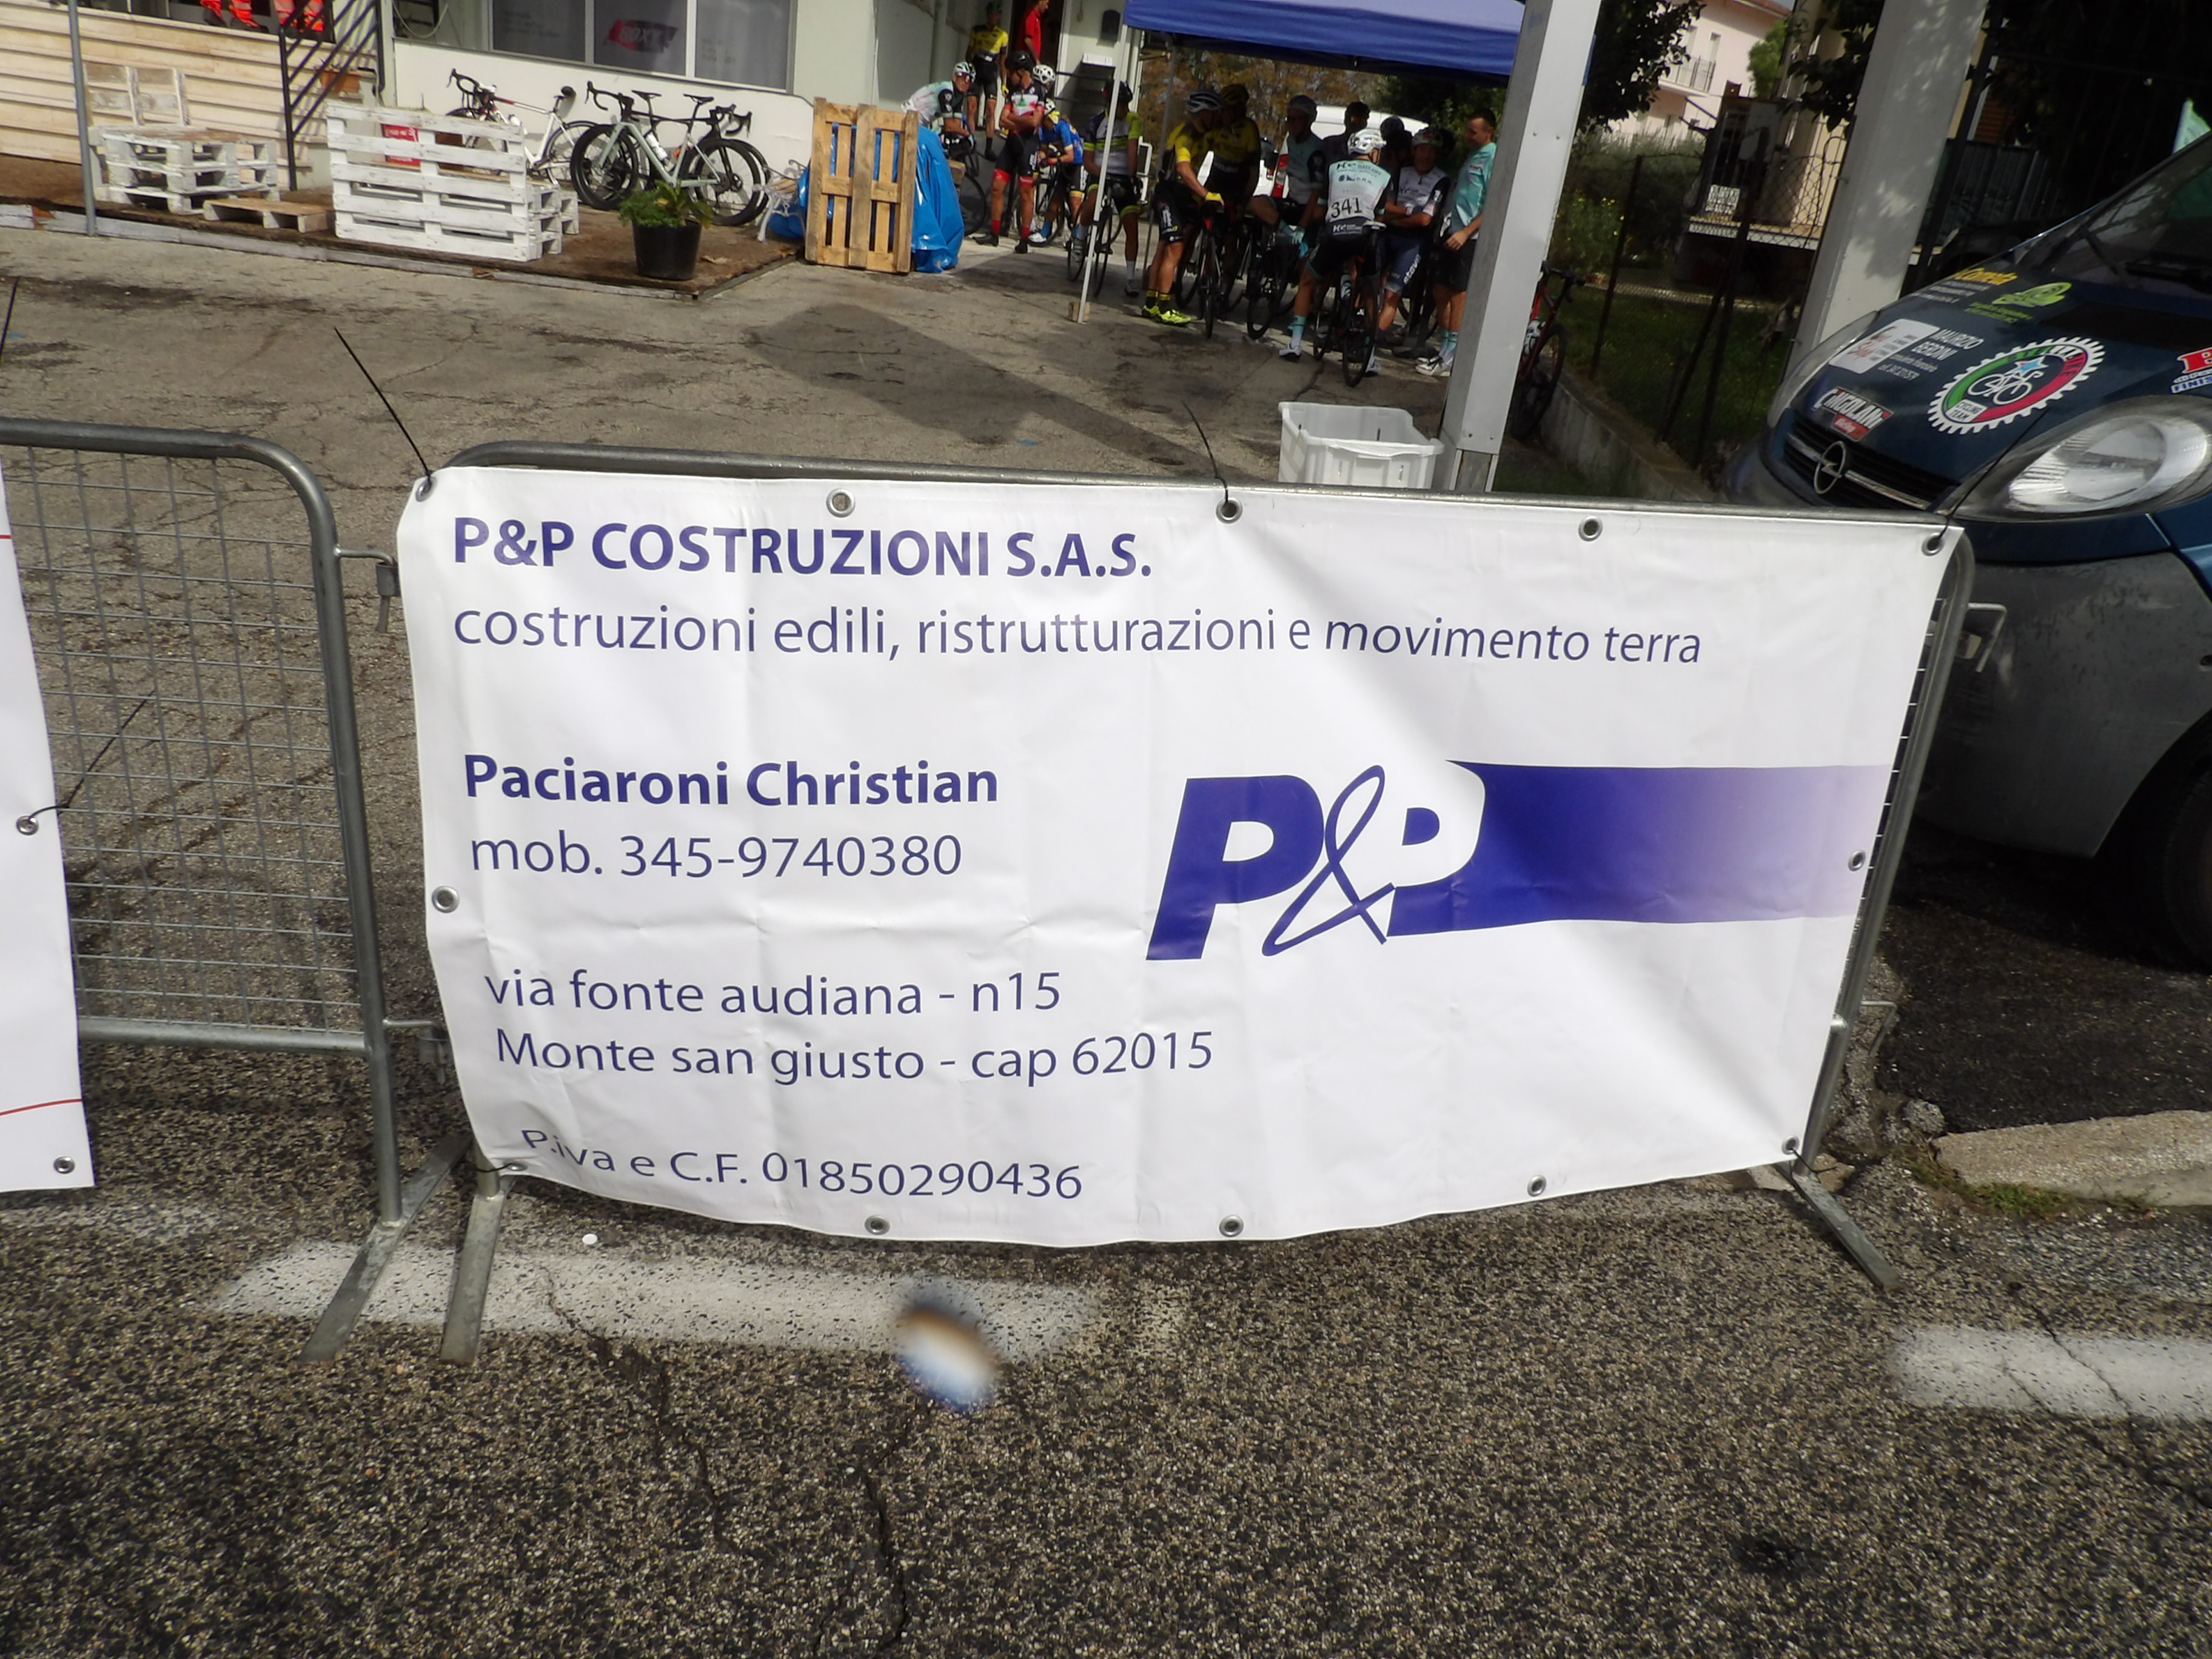 P&P COSTRUZIONI S.A.S.
costruzioni edili, ristrutturazioni e movimento terra
Paciaroni Christian
mob. 345-9740380
P&P
via fonte audiana - n15
Monte san giusto - cap 62015
P.iva e C.F. 01850290436
341
MAURIZIO